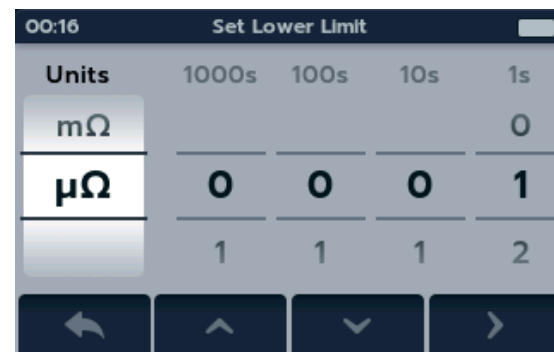 00:16 Set Lower Limit
Units 1000s 100s 10s 1s
mΩ 0
µΩ 0 0 0 1
1 1 1 2